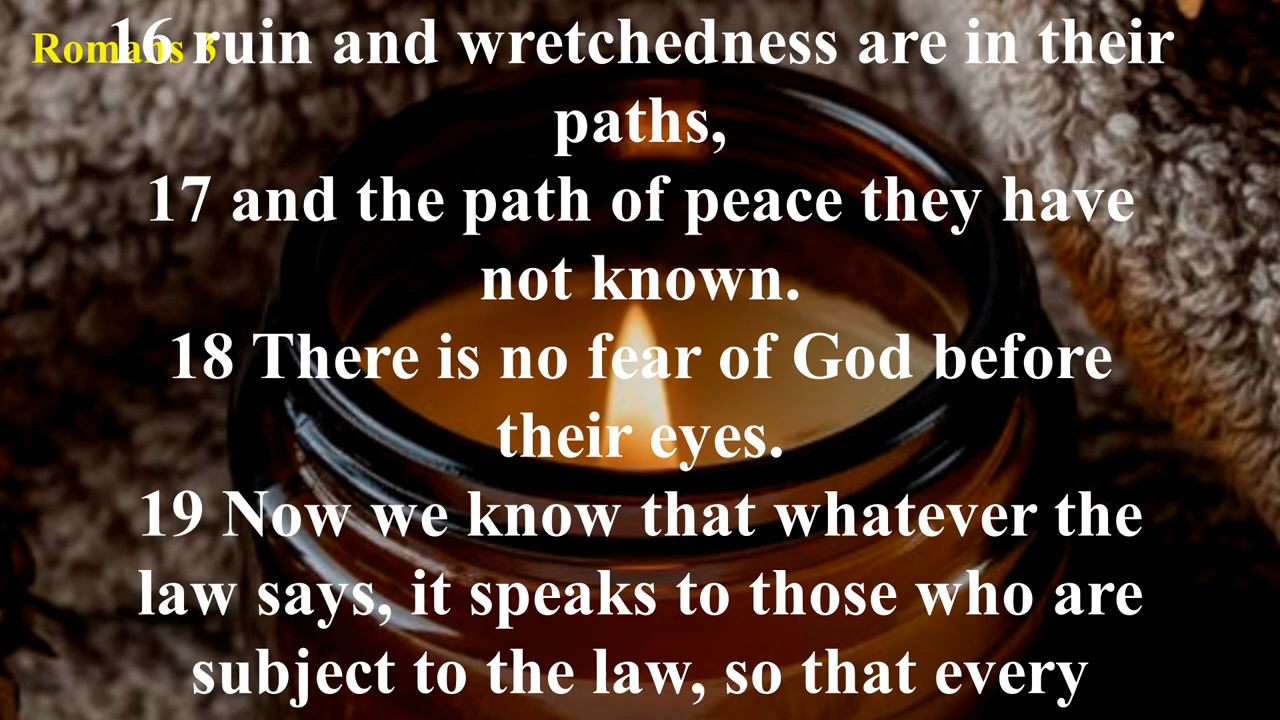 Romans 3
16 ruin and wretchedness are in their
paths,
17 and the path of peace they have
not known.
18 There is no fear of God before
their eyes.
19 Now we know that whatever the
law says, it speaks to those who are
subject to the law, so that every